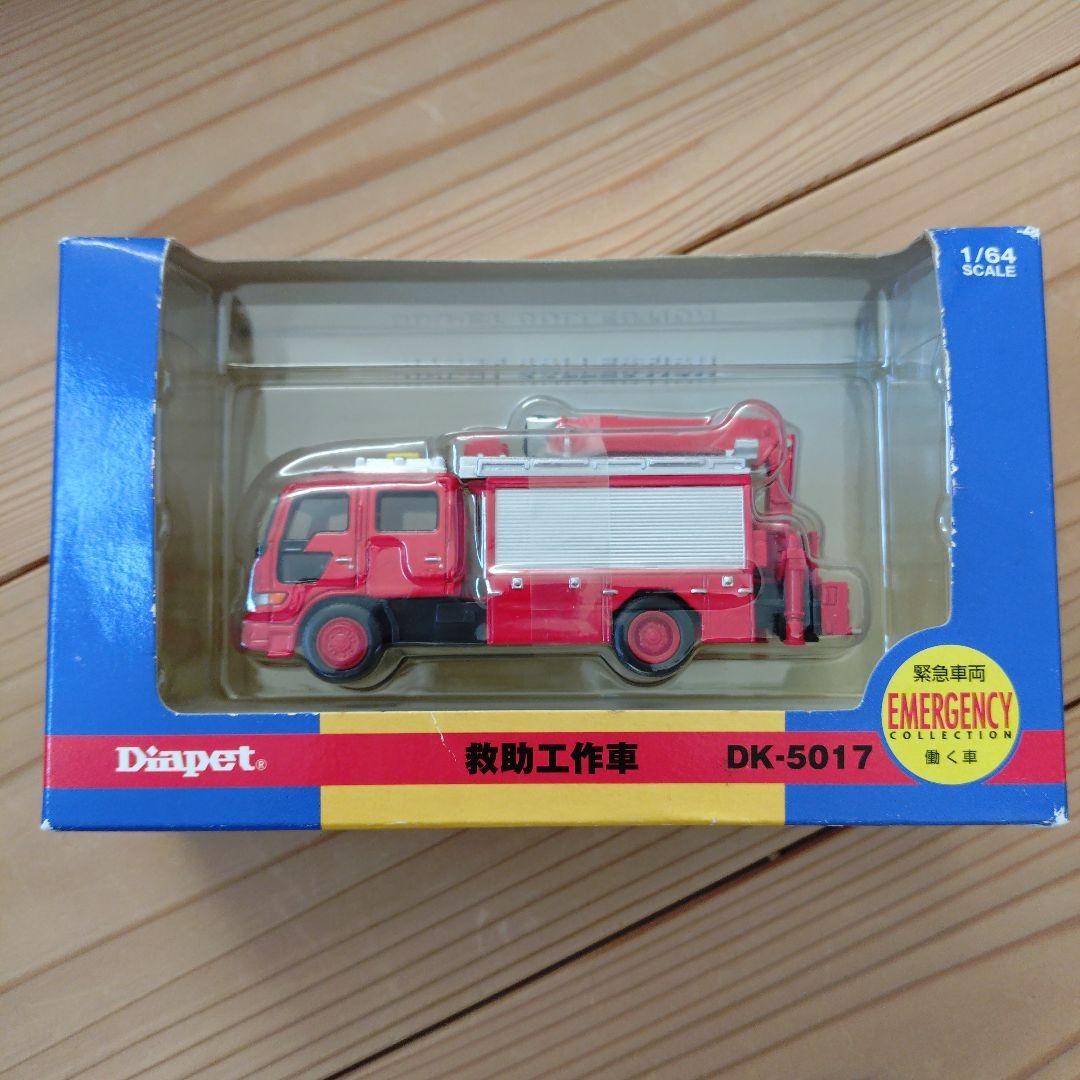 1/64
SCALE
緊急車両
EMERGENCY
COLLECTION
働く車
Diapet®
救助工作車
DK-5017